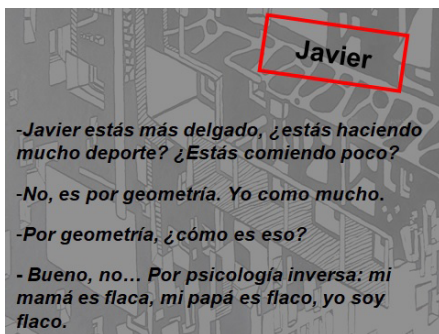 Javier
-Javier estás más delgado, ¿estás haciendo
mucho deporte? ¿Estás comiendo poco?
-No, es por geometría. Yo como mucho.
-Por geometría, ¿cómo es eso?
- Bueno, no... Por psicología inversa: mi
mamá es flaca, mi papá es flaco, yo soy
flaco.